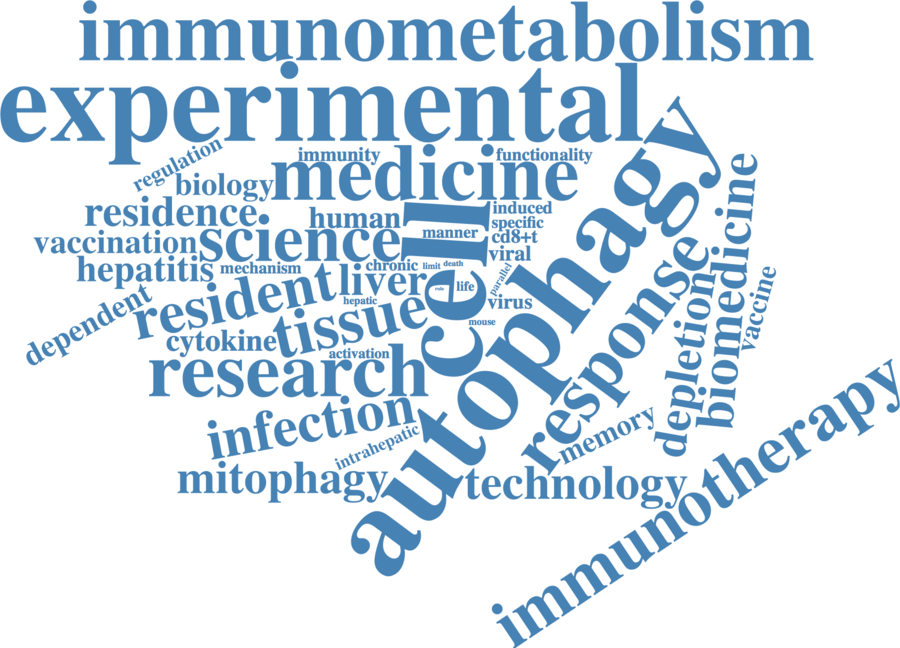 immunometabolism
experimental
regulation
immunity
functionality
biology
medicine
autophagy
residence
human
cell
induced
specific
vaccination
science
manner
cd8+t
biomedicine
hepatitis
mechanism
chronic
limit
death
viral
resident
liver
role
life
parallel
response
depletion
vaccine
dependent
hepatic
virus
cytokine
tissue
mouse
research
activation
infection
intrahepatic
memory
mitophagy
technology
immunotherapy